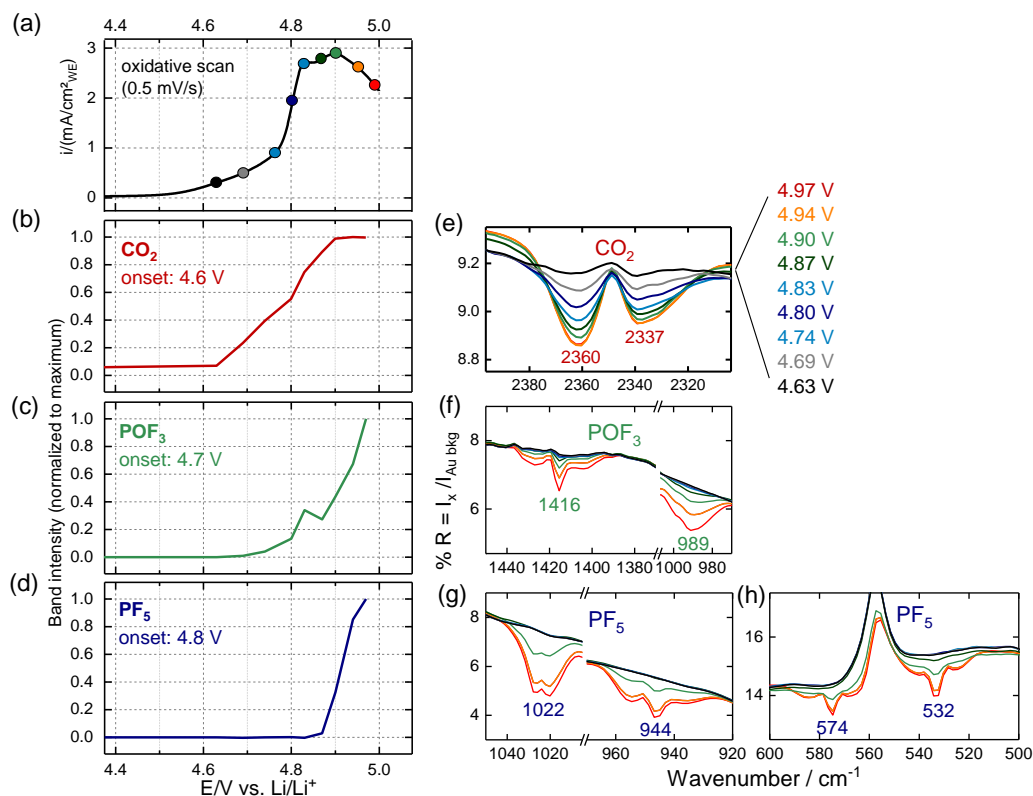 (a)
4.4 4.6 4.8 5.0
3
2
1
0
i/(mA/cm²WE)
oxidative scan
(0.5 mV/s)
(b)
1.0
0.8
0.6
0.4
0.2
0.0
CO₂
onset: 4.6 V
(c)
1.0
0.8
0.6
0.4
0.2
0.0
POF₃
onset: 4.7 V
(d)
1.0
0.8
0.6
0.4
0.2
0.0
PF₅
onset: 4.8 V
Band intensity (normalized to maximum)
4.4 4.6 4.8 5.0
E/V vs. Li/Li⁺
(e)
CO₂
9.2
9.0
8.8
2360
2337
2380 2360 2340 2320
4.97 V
4.94 V
4.90 V
4.87 V
4.83 V
4.80 V
4.74 V
4.69 V
4.63 V
(f)
POF₃
8
6
1416
989
1440 1420 1400 1380 1000 980
% R = Iₓ /I Au bkg
(g)
PF₅
8
6
4
1022
944
1040 1020 960 940 920
(h)
PF₅
16
14
574
532
600 580 560 540 520 500
Wavenumber / cm⁻¹